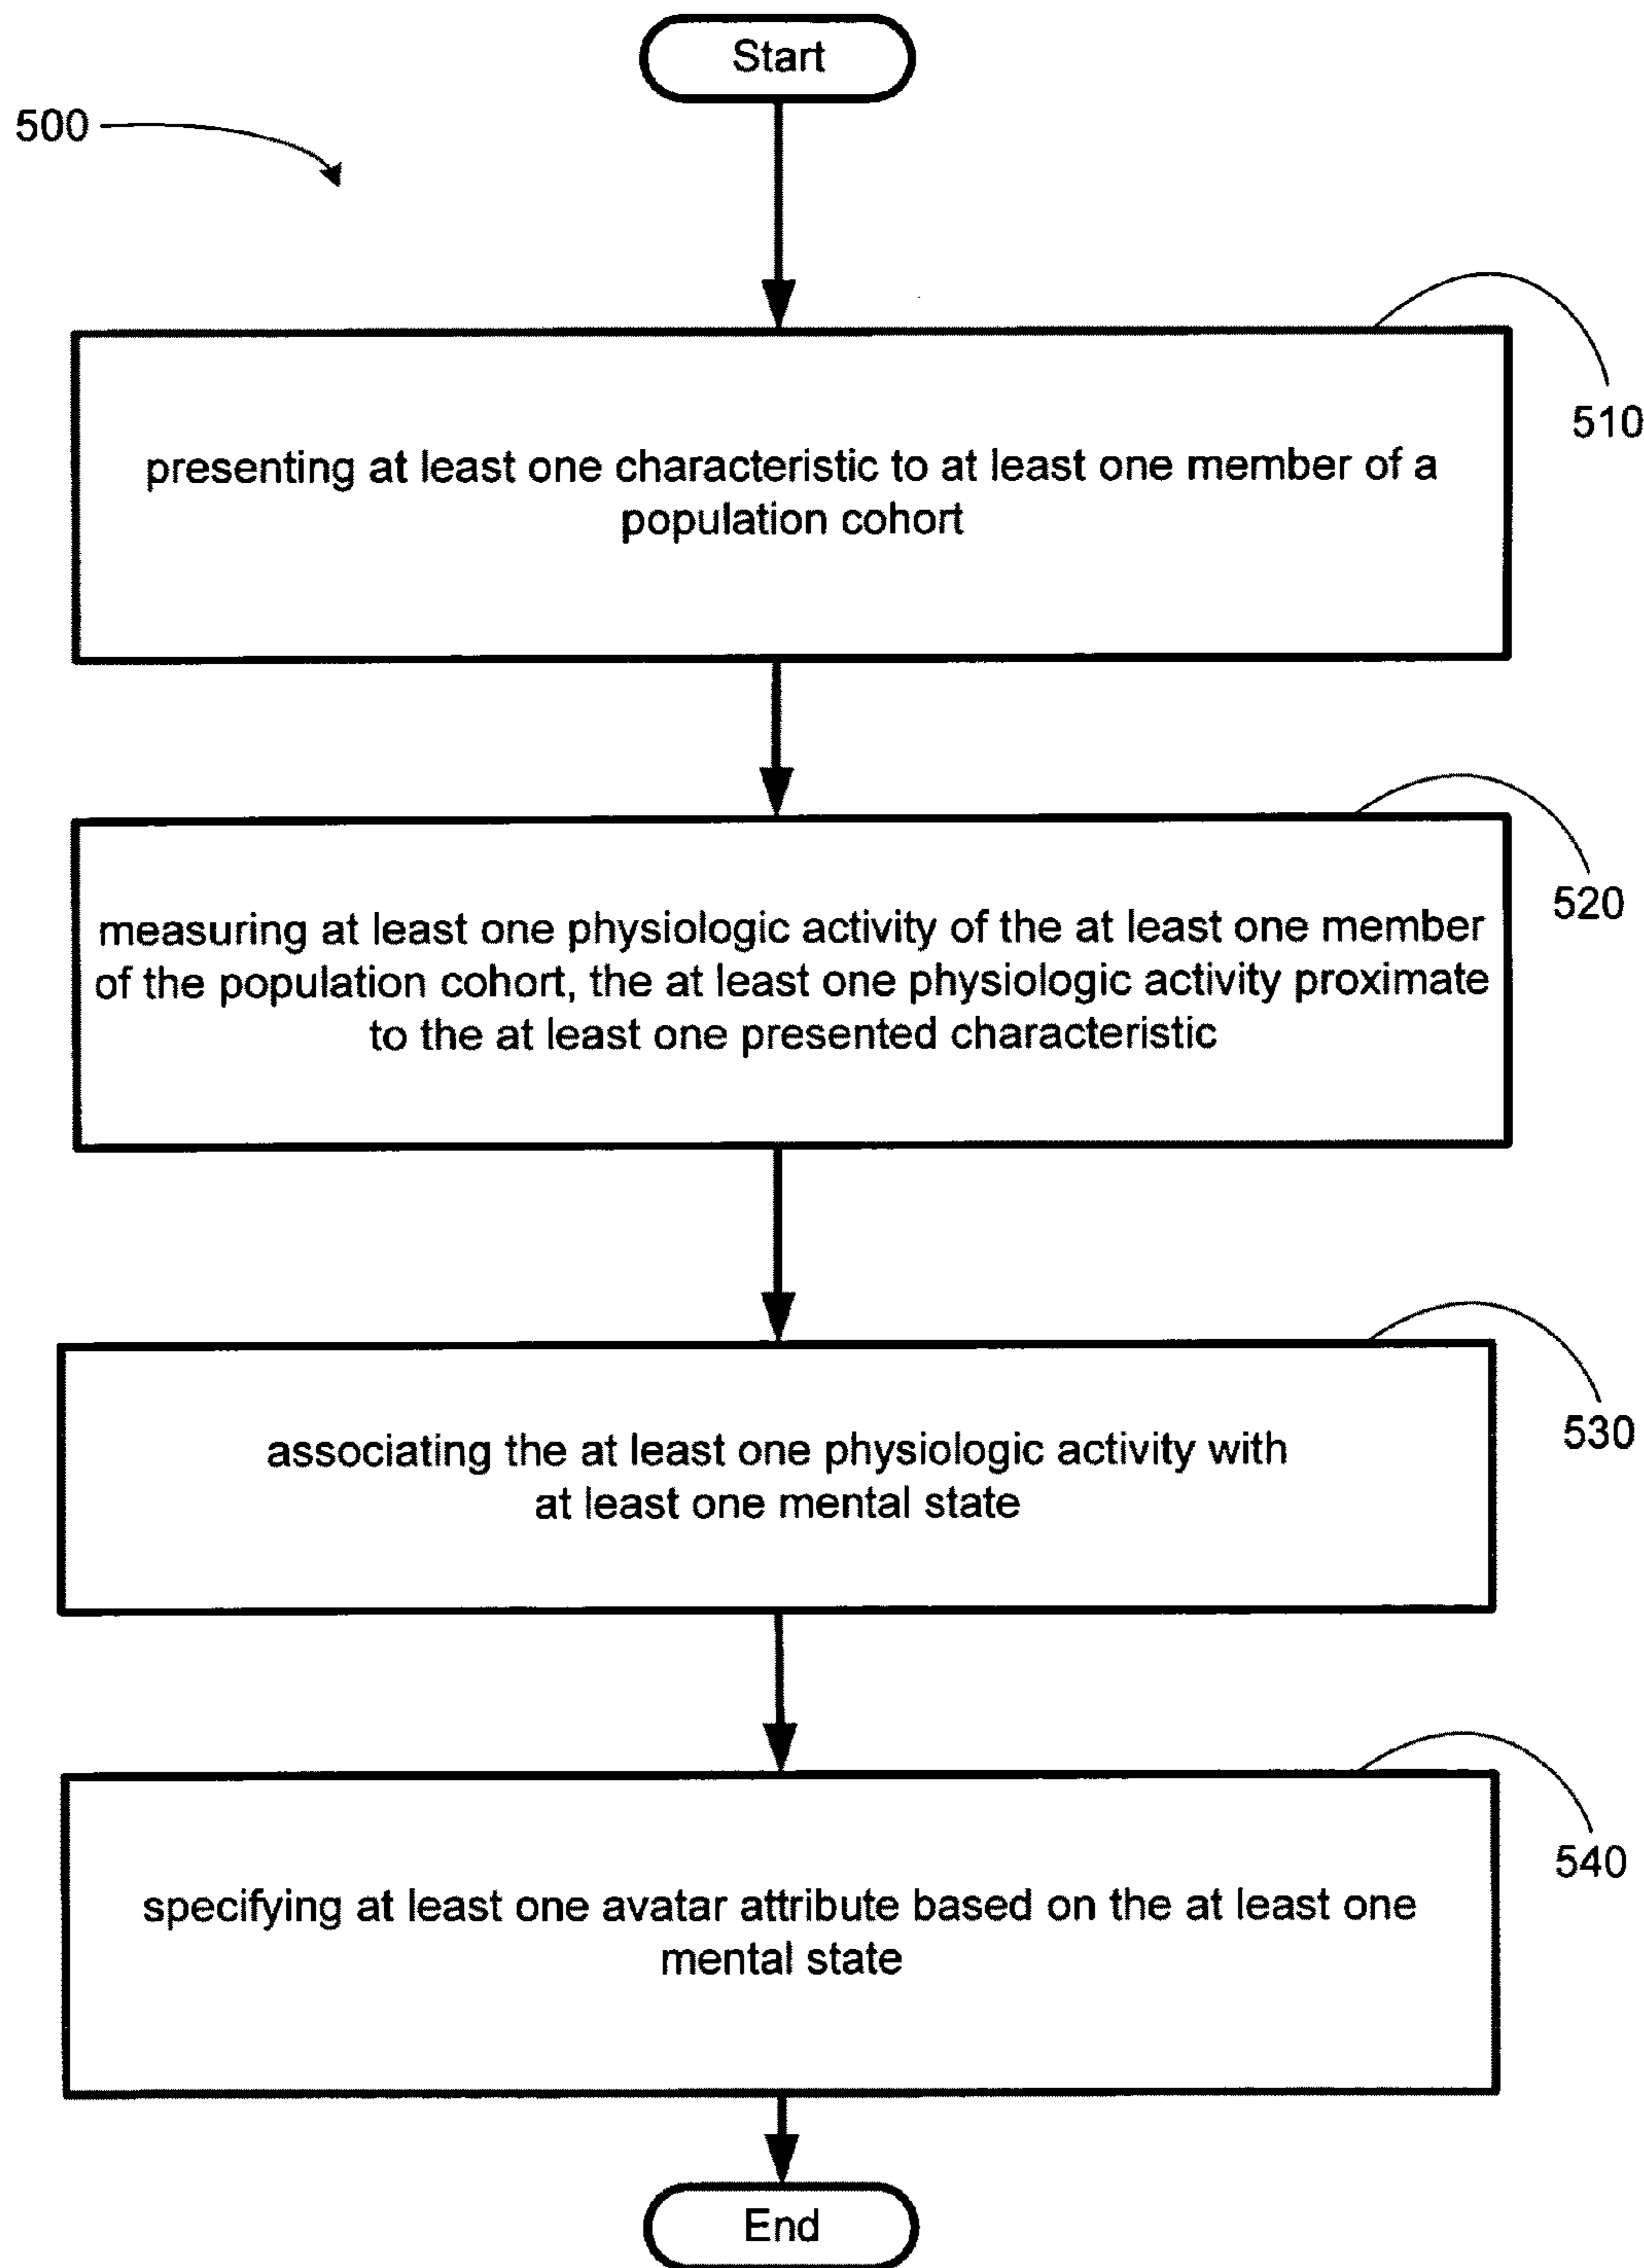 Start
500
510
presenting at least one characteristic to at least one member of a
population cohort
520
measuring at least one physiologic activity of the at least one member
of the population cohort, the at least one physiologic activity proximate
to the at least one presented characteristic
530
associating the at least one physiologic activity with
at least one mental state
540
specifying at least one avatar attribute based on the at least one
mental state
End